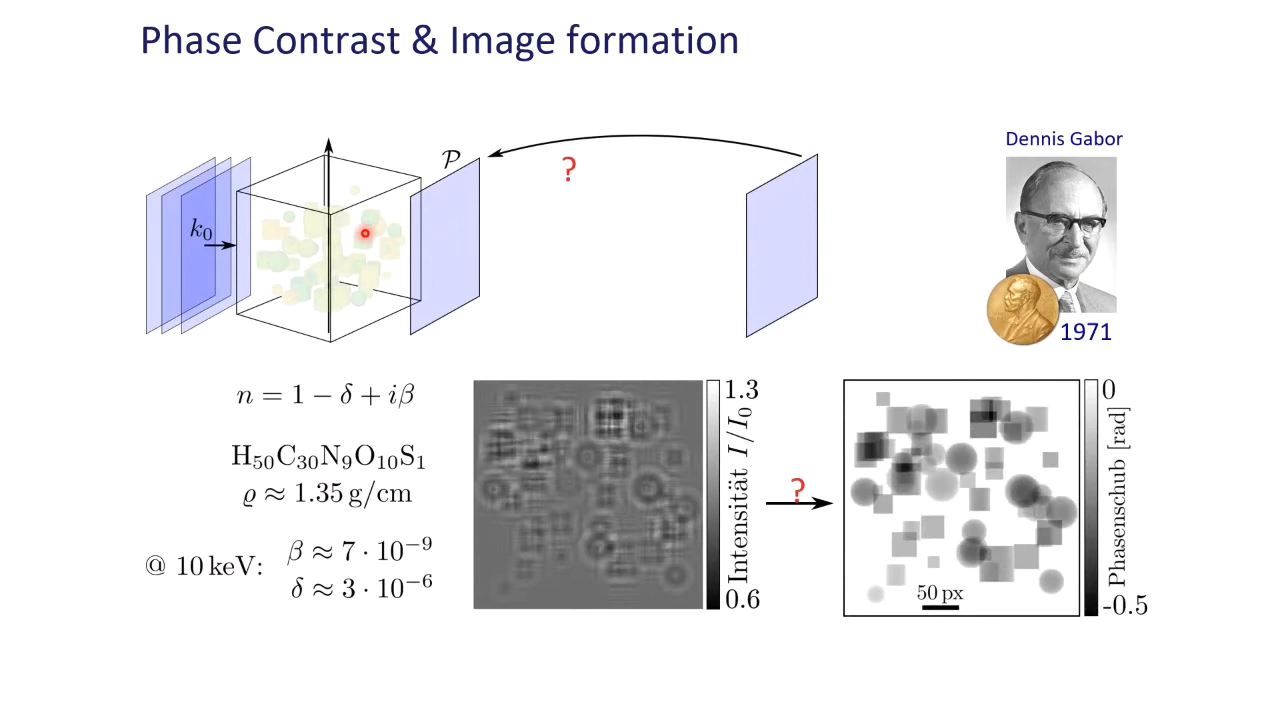 Phase Contrast & Image formation
Dennis Gabor
𝒫
?
k₀
1971
n = 1 − δ + iβ
H₅₀C₃₀N₉O₁₀S₁
ϱ ≈ 1.35 g/cm
@ 10 keV:
β ≈ 7 · 10⁻⁹
δ ≈ 3 · 10⁻⁶
1.3
Intensität I/I₀
0.6
?
50 px
0
Phasenschub [rad]
-0.5